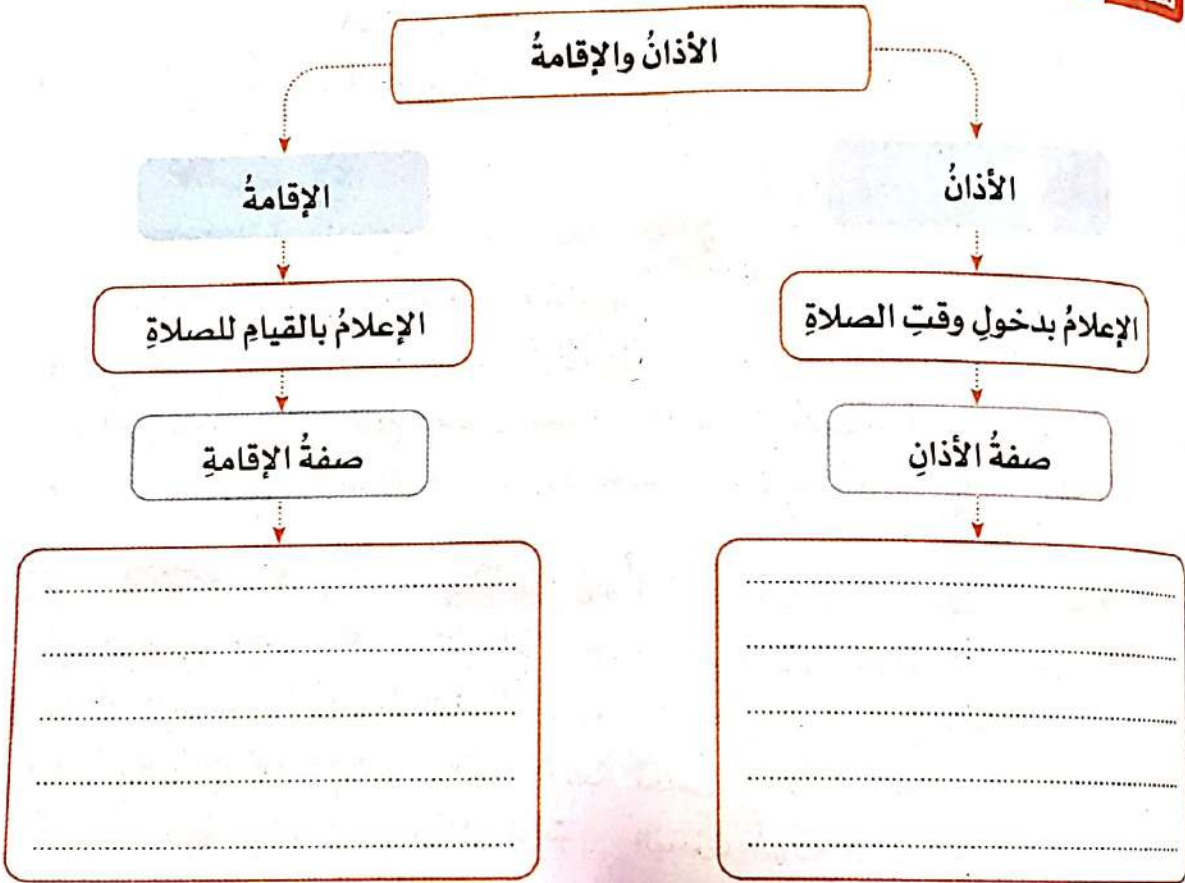 الأذانُ والإقامةُ
الأذانُ
الإقامةُ
الإعلامُ بدخولِ وقتِ الصلاةِ
الإعلامُ بالقيامِ للصلاةِ
صفةُ الأذانِ
صفةُ الإقامةِ